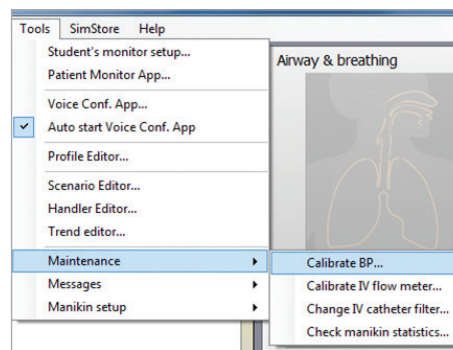 Tools SimStore Help
Student's monitor setup...
Patient Monitor App...
Voice Conf. App...
Auto start Voice Conf. App
Profile Editor...
Scenario Editor...
Handler Editor...
Trend editor...
Maintenance
Messages
Manikin setup
Airway & breathing
Calibrate BP...
Calibrate IV flow meter...
Change IV catheter filter...
Check manikin statistics...